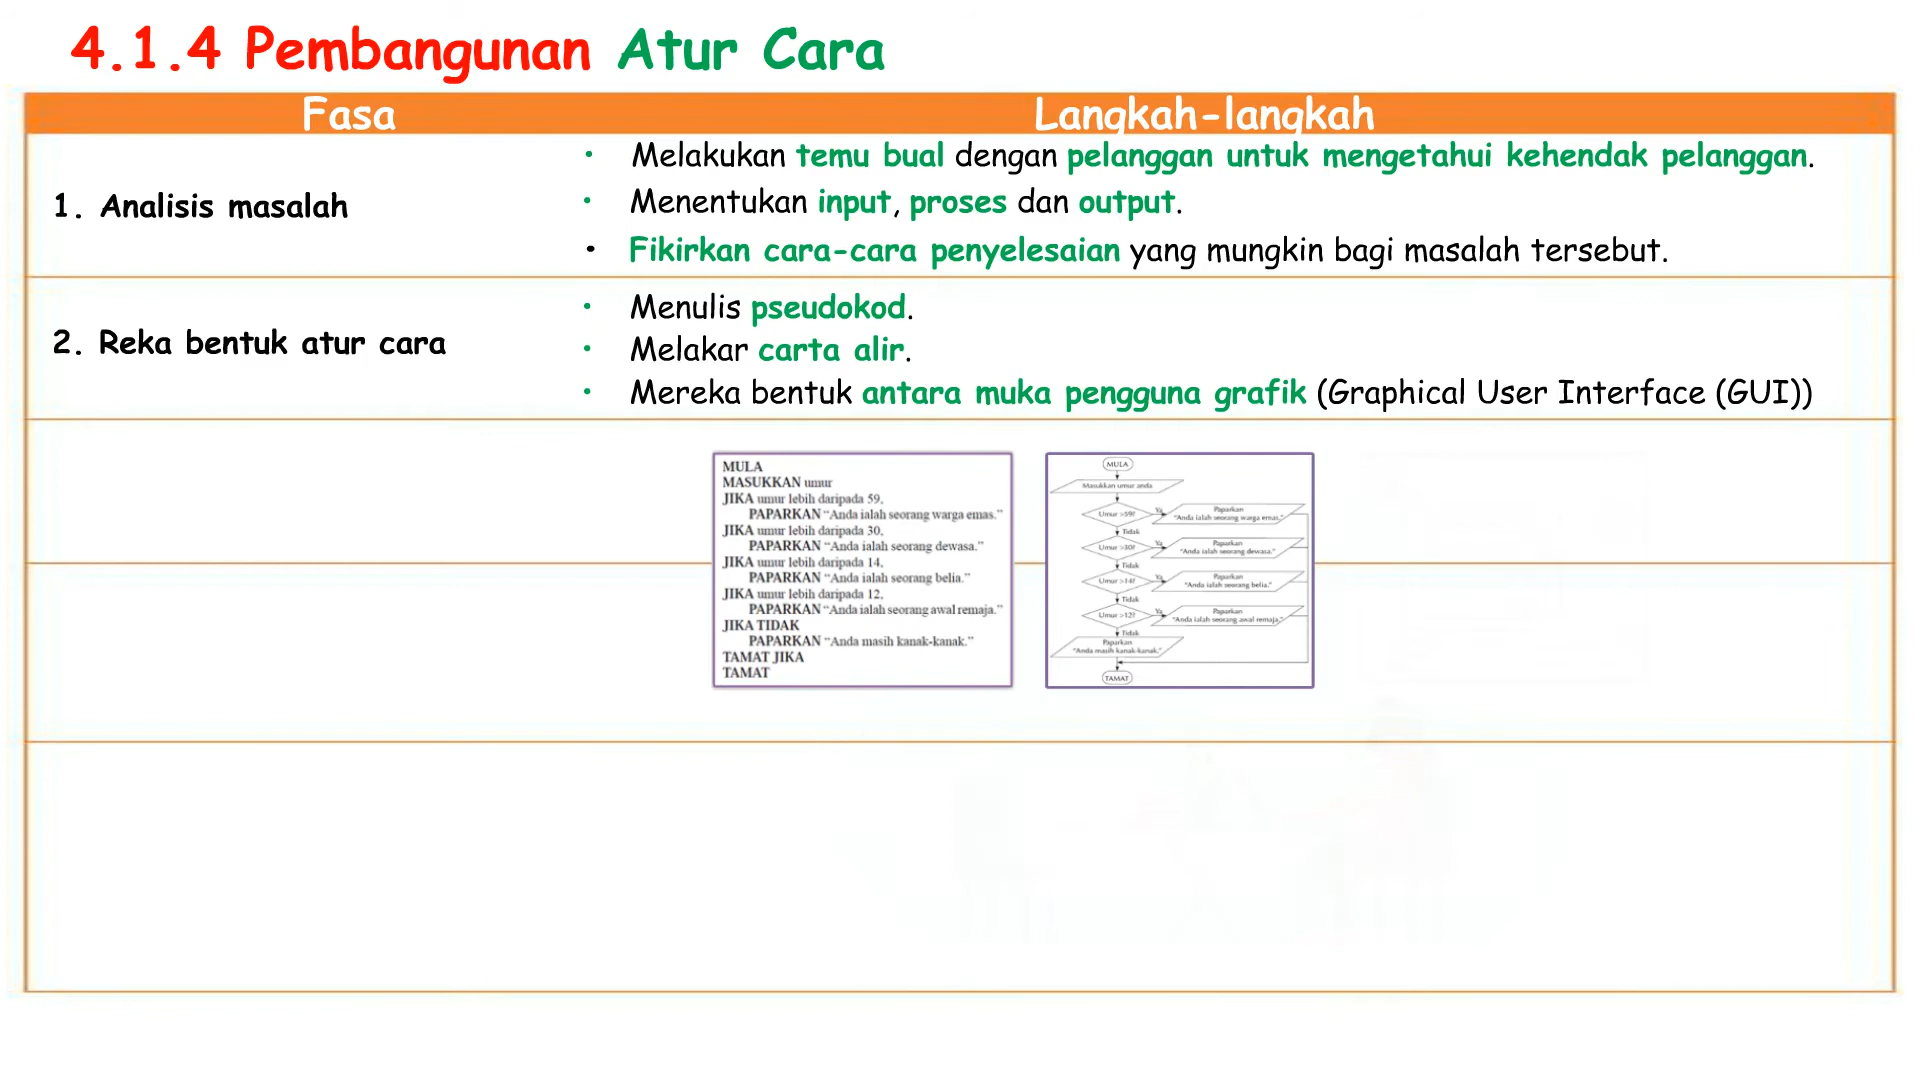 4.1.4 Pembangunan Atur Cara
Fasa
Langkah-langkah
1. Analisis masalah
• Melakukan temu bual dengan pelanggan untuk mengetahui kehendak pelanggan.
• Menentukan input, proses dan output.
• Fikirkan cara-cara penyelesaian yang mungkin bagi masalah tersebut.
2. Reka bentuk atur cara
• Menulis pseudokod.
• Melakar carta alir.
• Mereka bentuk antara muka pengguna grafik (Graphical User Interface (GUI))
MULA
MASUKKAN umur
JIKA umur lebih daripada 59,
PAPARKAN “Anda ialah seorang warga emas.”
JIKA umur lebih daripada 30,
PAPARKAN “Anda ialah seorang dewasa.”
JIKA umur lebih daripada 14,
PAPARKAN “Anda ialah seorang belia.”
JIKA umur lebih daripada 12,
PAPARKAN “Anda ialah seorang awal remaja.”
JIKA TIDAK
PAPARKAN “Anda masih kanak-kanak.”
TAMAT JIKA
TAMAT
MULA
Masukkan umur anda
Umur >59?
Ya
Paparkan
“Anda ialah seorang warga emas.”
Tidak
Umur >30?
Ya
Paparkan
“Anda ialah seorang dewasa.”
Tidak
Umur >14?
Ya
Paparkan
“Anda ialah seorang belia.”
Tidak
Umur >12?
Ya
Paparkan
“Anda ialah seorang awal remaja.”
Tidak
Paparkan
“Anda masih kanak-kanak.”
TAMAT